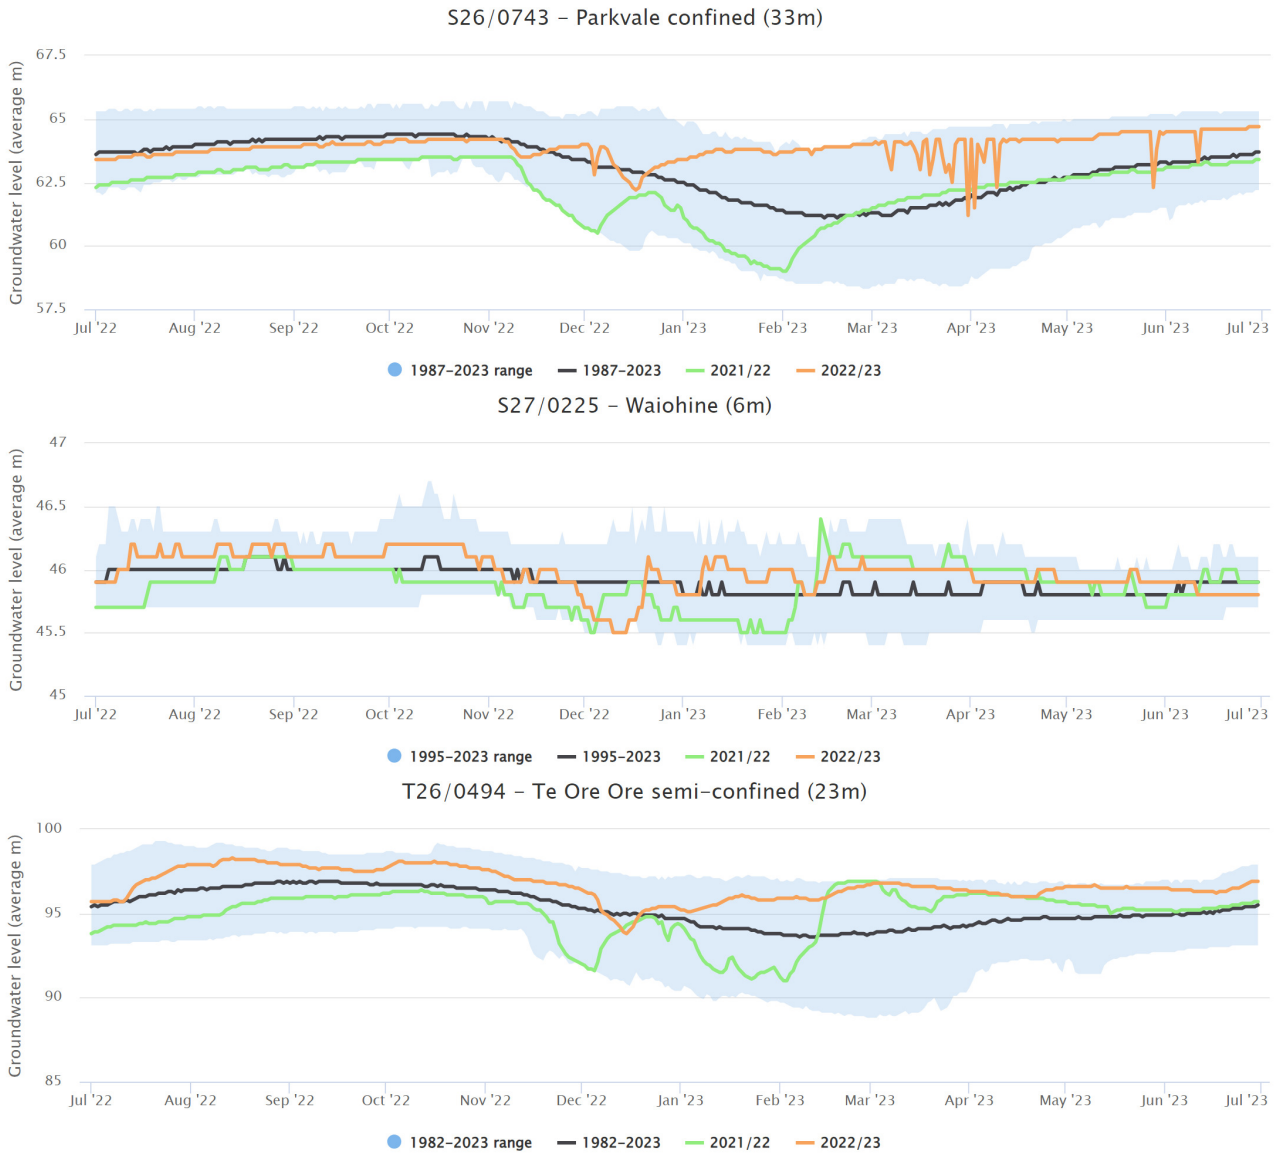 S26/0743 – Parkvale confined (33m)
Groundwater level (average m)
67.5
65
62.5
60
57.5
Jul '22 Aug '22 Sep '22 Oct '22 Nov '22 Dec '22 Jan '23 Feb '23 Mar '23 Apr '23 May '23 Jun '23 Jul '23
1987–2023 range 1987–2023 2021/22 2022/23
S27/0225 – Waiohine (6m)
Groundwater level (average m)
47
46.5
46
45.5
45
Jul '22 Aug '22 Sep '22 Oct '22 Nov '22 Dec '22 Jan '23 Feb '23 Mar '23 Apr '23 May '23 Jun '23 Jul '23
1995–2023 range 1995–2023 2021/22 2022/23
T26/0494 – Te Ore Ore semi–confined (23m)
Groundwater level (average m)
100
95
90
85
Jul '22 Aug '22 Sep '22 Oct '22 Nov '22 Dec '22 Jan '23 Feb '23 Mar '23 Apr '23 May '23 Jun '23 Jul '23
1982–2023 range 1982–2023 2021/22 2022/23